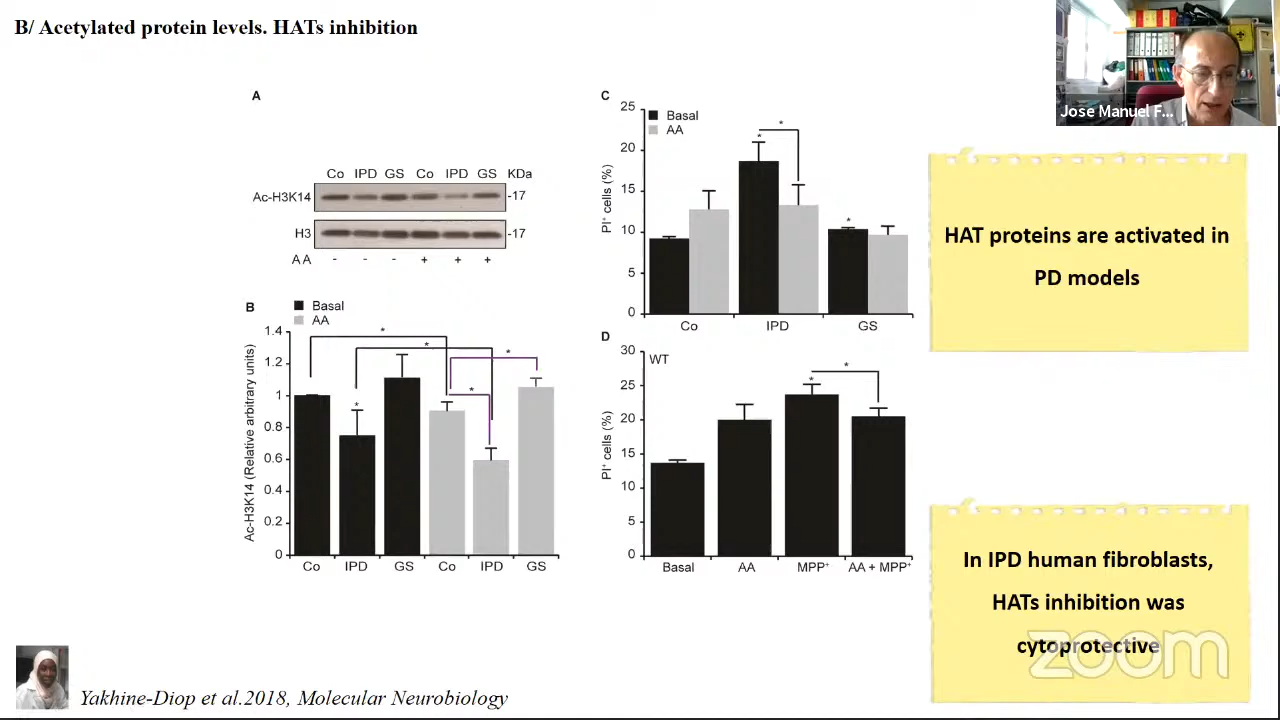 B/ Acetylated protein levels. HATs inhibition
Jose Manuel F...
A
Co IPD GS Co IPD GS KDa
Ac-H3K14 -17
H3 -17
AA - - - + + +
B
Basal
AA
Ac-H3K14 (Relative arbitrary units)
1.4
1.2
1
0.8
0.6
0.4
0.2
0
* * * * *
Co IPD GS Co IPD GS
C
Basal
AA
PI+ cells (%)
25
20
15
10
5
0
* * *
Co IPD GS
D
WT
PI+ cells (%)
30
25
20
15
10
5
0
* *
Basal AA MPP+ AA + MPP+
HAT proteins are activated in
PD models
In IPD human fibroblasts,
HATs inhibition was
cytoprotective
zoom
Yakhine-Diop et al.2018, Molecular Neurobiology